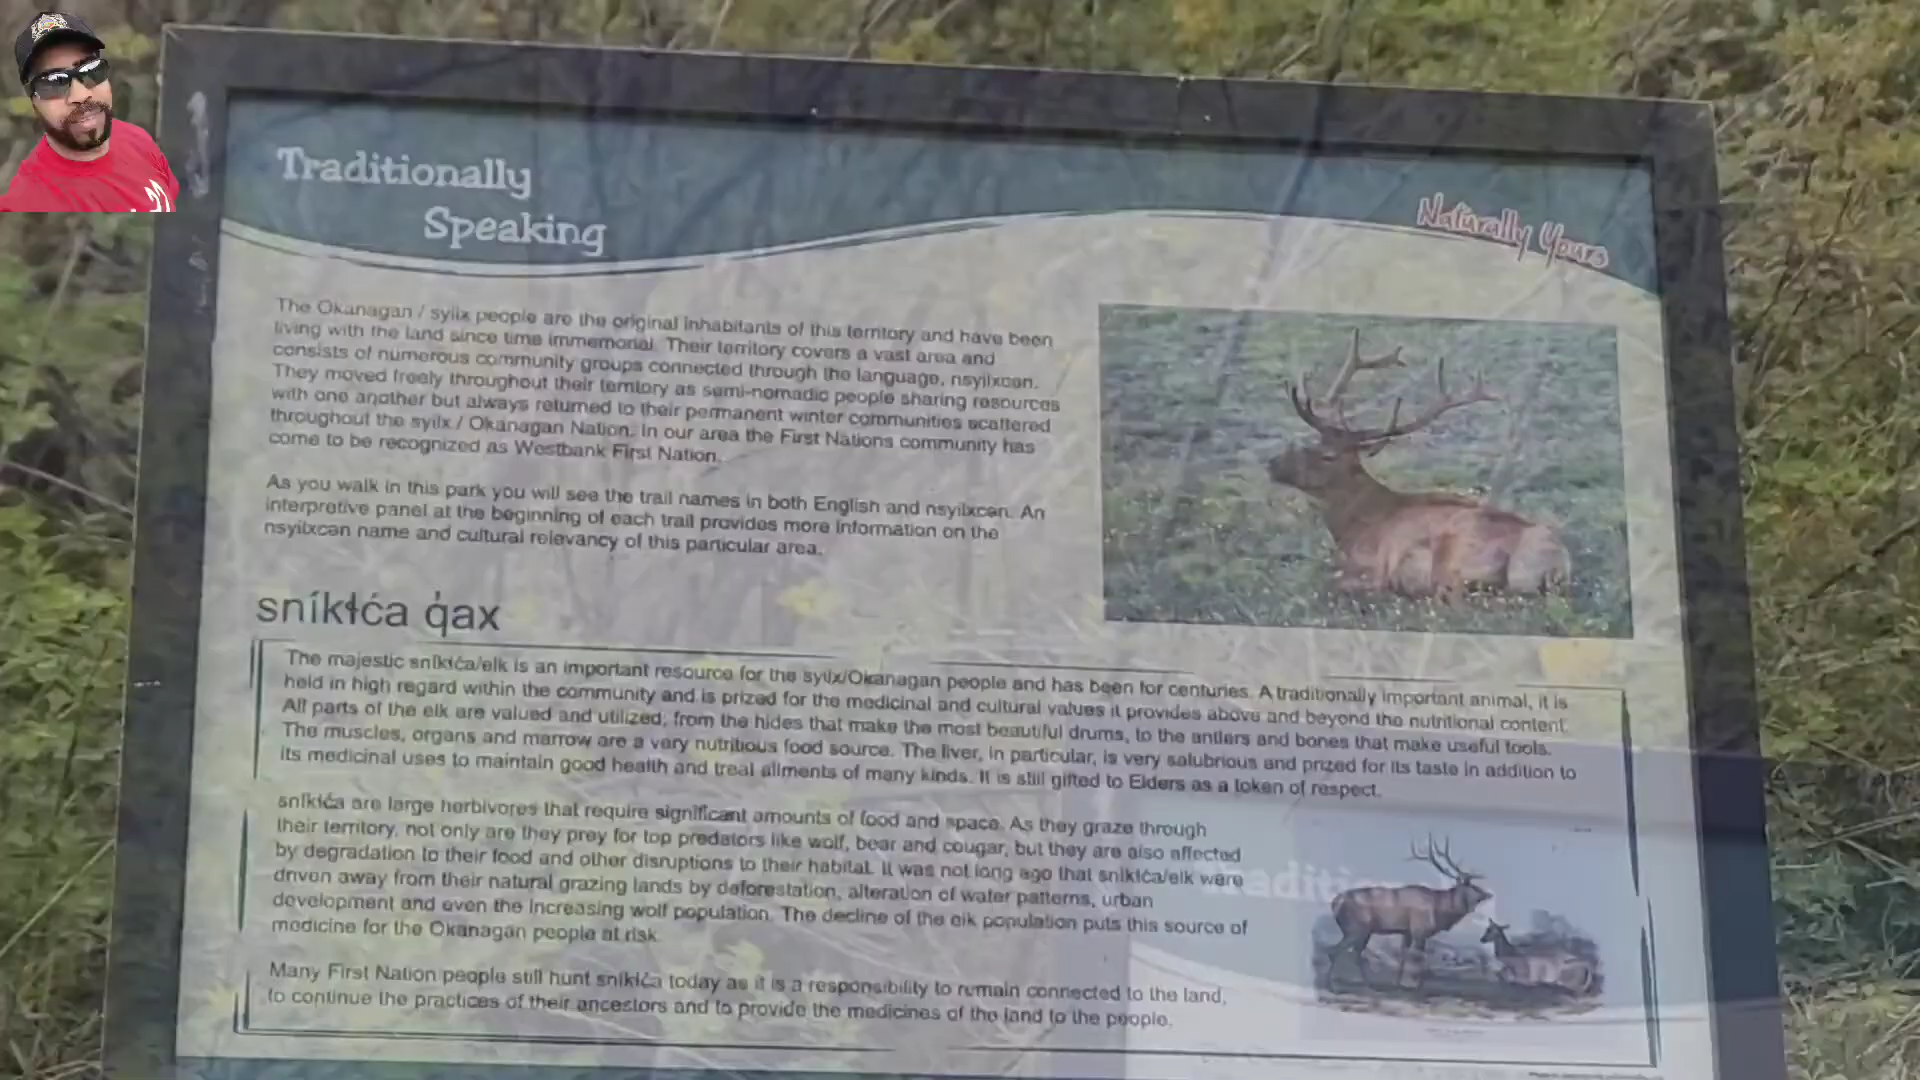 Traditionally
Speaking
Naturally Yours
The Okanagan / syilx people are the original inhabitants of this territory and have been
living with the land since time immemorial. Their territory covers a vast area and
consists of numerous community groups connected through the language, nsyilxcən.
They moved freely throughout their territory as semi-nomadic people sharing resources
with one another but always returned to their permanent winter communities scattered
throughout the syilx / Okanagan Nation. In our area the First Nations community has
come to be recognized as Westbank First Nation.
As you walk in this park you will see the trail names in both English and nsyilxcən. An
interpretive panel at the beginning of each trail provides more information on the
nsyilxcən name and cultural relevancy of this particular area.
sníkɬća q̓ax
The majestic sníkɬća/elk is an important resource for the syilx/Okanagan people and has been for centuries. A traditionally important animal, it is
held in high regard within the community and is prized for the medicinal and cultural values it provides above and beyond the nutritional content.
All parts of the elk are valued and utilized; from the hides that make the most beautiful drums, to the antlers and bones that make useful tools.
The muscles, organs and marrow are a very nutritious food source. The liver, in particular, is very salubrious and prized for its taste in addition to
its medicinal uses to maintain good health and treat ailments of many kinds. It is still gifted to Elders as a token of respect.
sníkɬća are large herbivores that require significant amounts of food and space. As they graze through
their territory, not only are they prey for top predators like wolf, bear and cougar, but they are also affected
by degradation to their food and other disruptions to their habitat. It was not long ago that sníkɬća/elk were
driven away from their natural grazing lands by deforestation, alteration of water patterns, urban
development and even the increasing wolf population. The decline of the elk population puts this source of
medicine for the Okanagan people at risk.
Many First Nation people still hunt sníkɬća today as it is a responsibility to remain connected to the land,
to continue the practices of their ancestors and to provide the medicines of the land to the people.